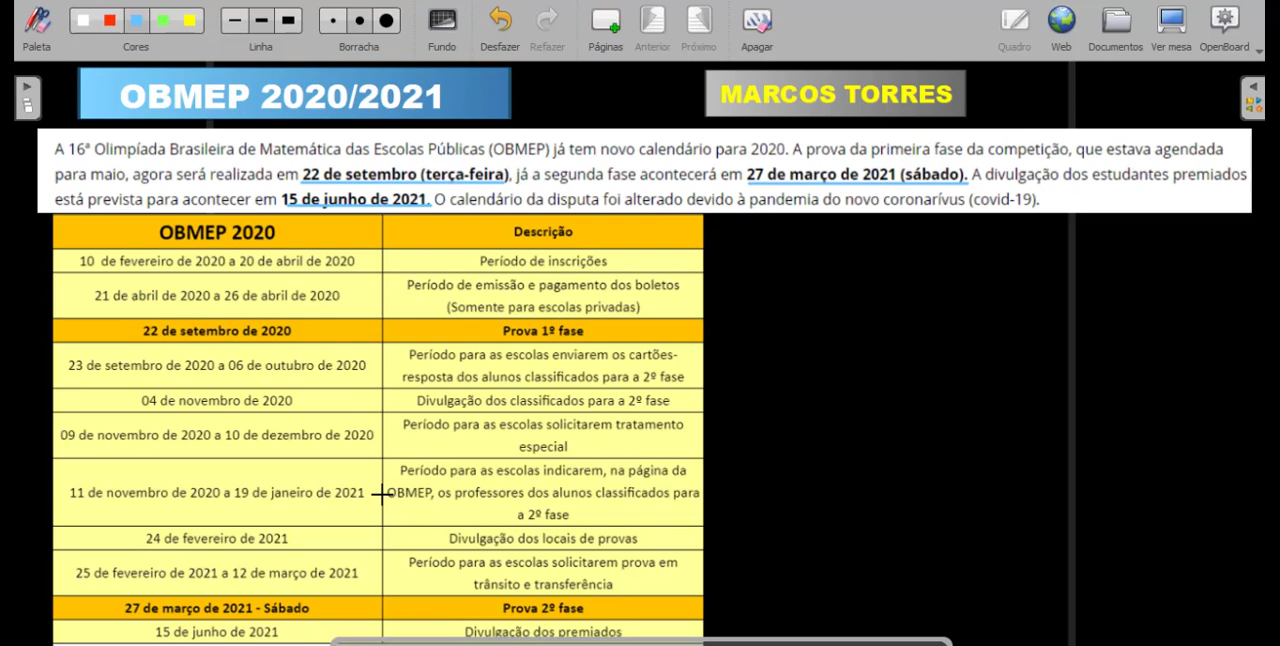 Paleta
Cores
Linha
Borracha
Fundo
Desfazer
Refazer
Páginas
Anterior
Próximo
Apagar
Quadro
Web
Documentos
Ver mesa
OpenBoard
OBMEP 2020/2021
MARCOS TORRES
A 16ª Olimpíada Brasileira de Matemática das Escolas Públicas (OBMEP) já tem novo calendário para 2020. A prova da primeira fase da competição, que estava agendada
para maio, agora será realizada em 22 de setembro (terça-feira), já a segunda fase acontecerá em 27 de março de 2021 (sábado). A divulgação dos estudantes premiados
está prevista para acontecer em 15 de junho de 2021. O calendário da disputa foi alterado devido à pandemia do novo coronarívus (covid-19).
OBMEP 2020
Descrição
10 de fevereiro de 2020 a 20 de abril de 2020
Período de inscrições
21 de abril de 2020 a 26 de abril de 2020
Período de emissão e pagamento dos boletos
(Somente para escolas privadas)
22 de setembro de 2020
Prova 1º fase
23 de setembro de 2020 a 06 de outubro de 2020
Período para as escolas enviarem os cartões-
resposta dos alunos classificados para a 2º fase
04 de novembro de 2020
Divulgação dos classificados para a 2º fase
09 de novembro de 2020 a 10 de dezembro de 2020
Período para as escolas solicitarem tratamento
especial
11 de novembro de 2020 a 19 de janeiro de 2021
Período para as escolas indicarem, na página da
OBMEP, os professores dos alunos classificados para
a 2º fase
24 de fevereiro de 2021
Divulgação dos locais de provas
25 de fevereiro de 2021 a 12 de março de 2021
Período para as escolas solicitarem prova em
trânsito e transferência
27 de março de 2021 - Sábado
Prova 2º fase
15 de junho de 2021
Divulgação dos premiados